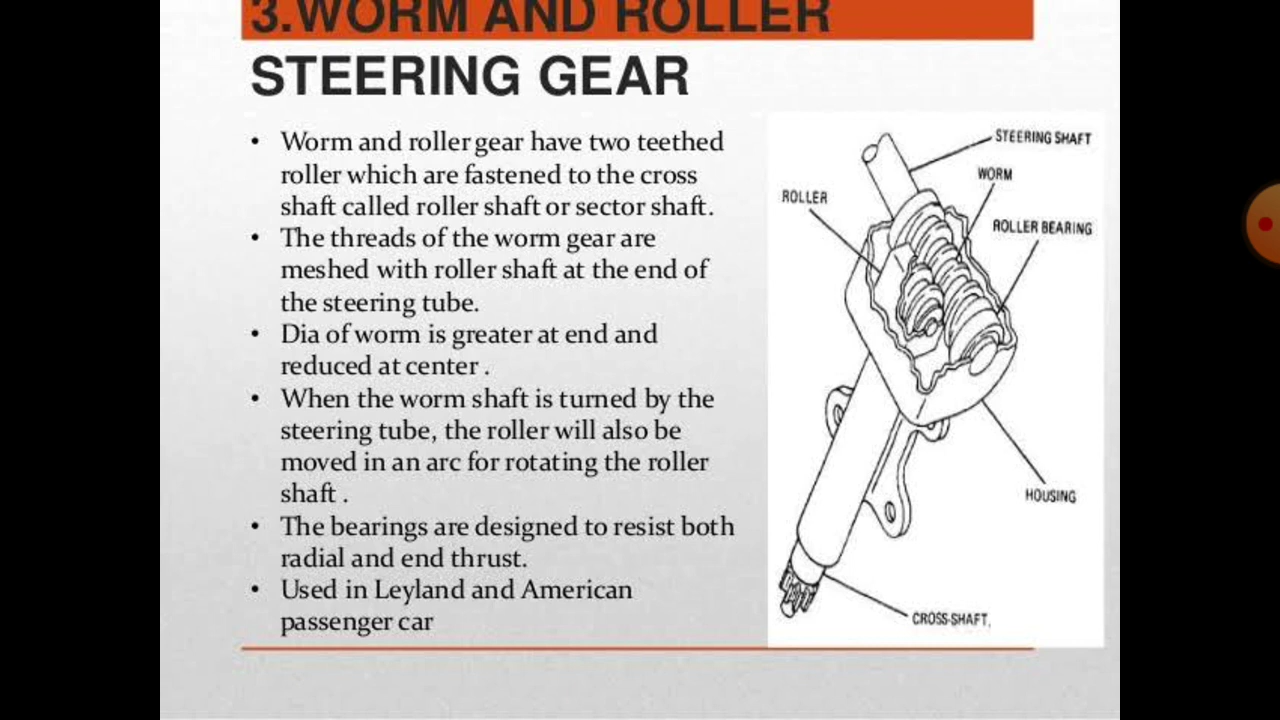 3.WORM AND ROLLER
STEERING GEAR
• Worm and roller gear have two teethed
roller which are fastened to the cross
shaft called roller shaft or sector shaft.
• The threads of the worm gear are
meshed with roller shaft at the end of
the steering tube.
• Dia of worm is greater at end and
reduced at center .
• When the worm shaft is turned by the
steering tube, the roller will also be
moved in an arc for rotating the roller
shaft .
• The bearings are designed to resist both
radial and end thrust.
• Used in Leyland and American
passenger car
STEERING SHAFT
WORM
ROLLER
ROLLER BEARING
HOUSING
CROSS-SHAFT.